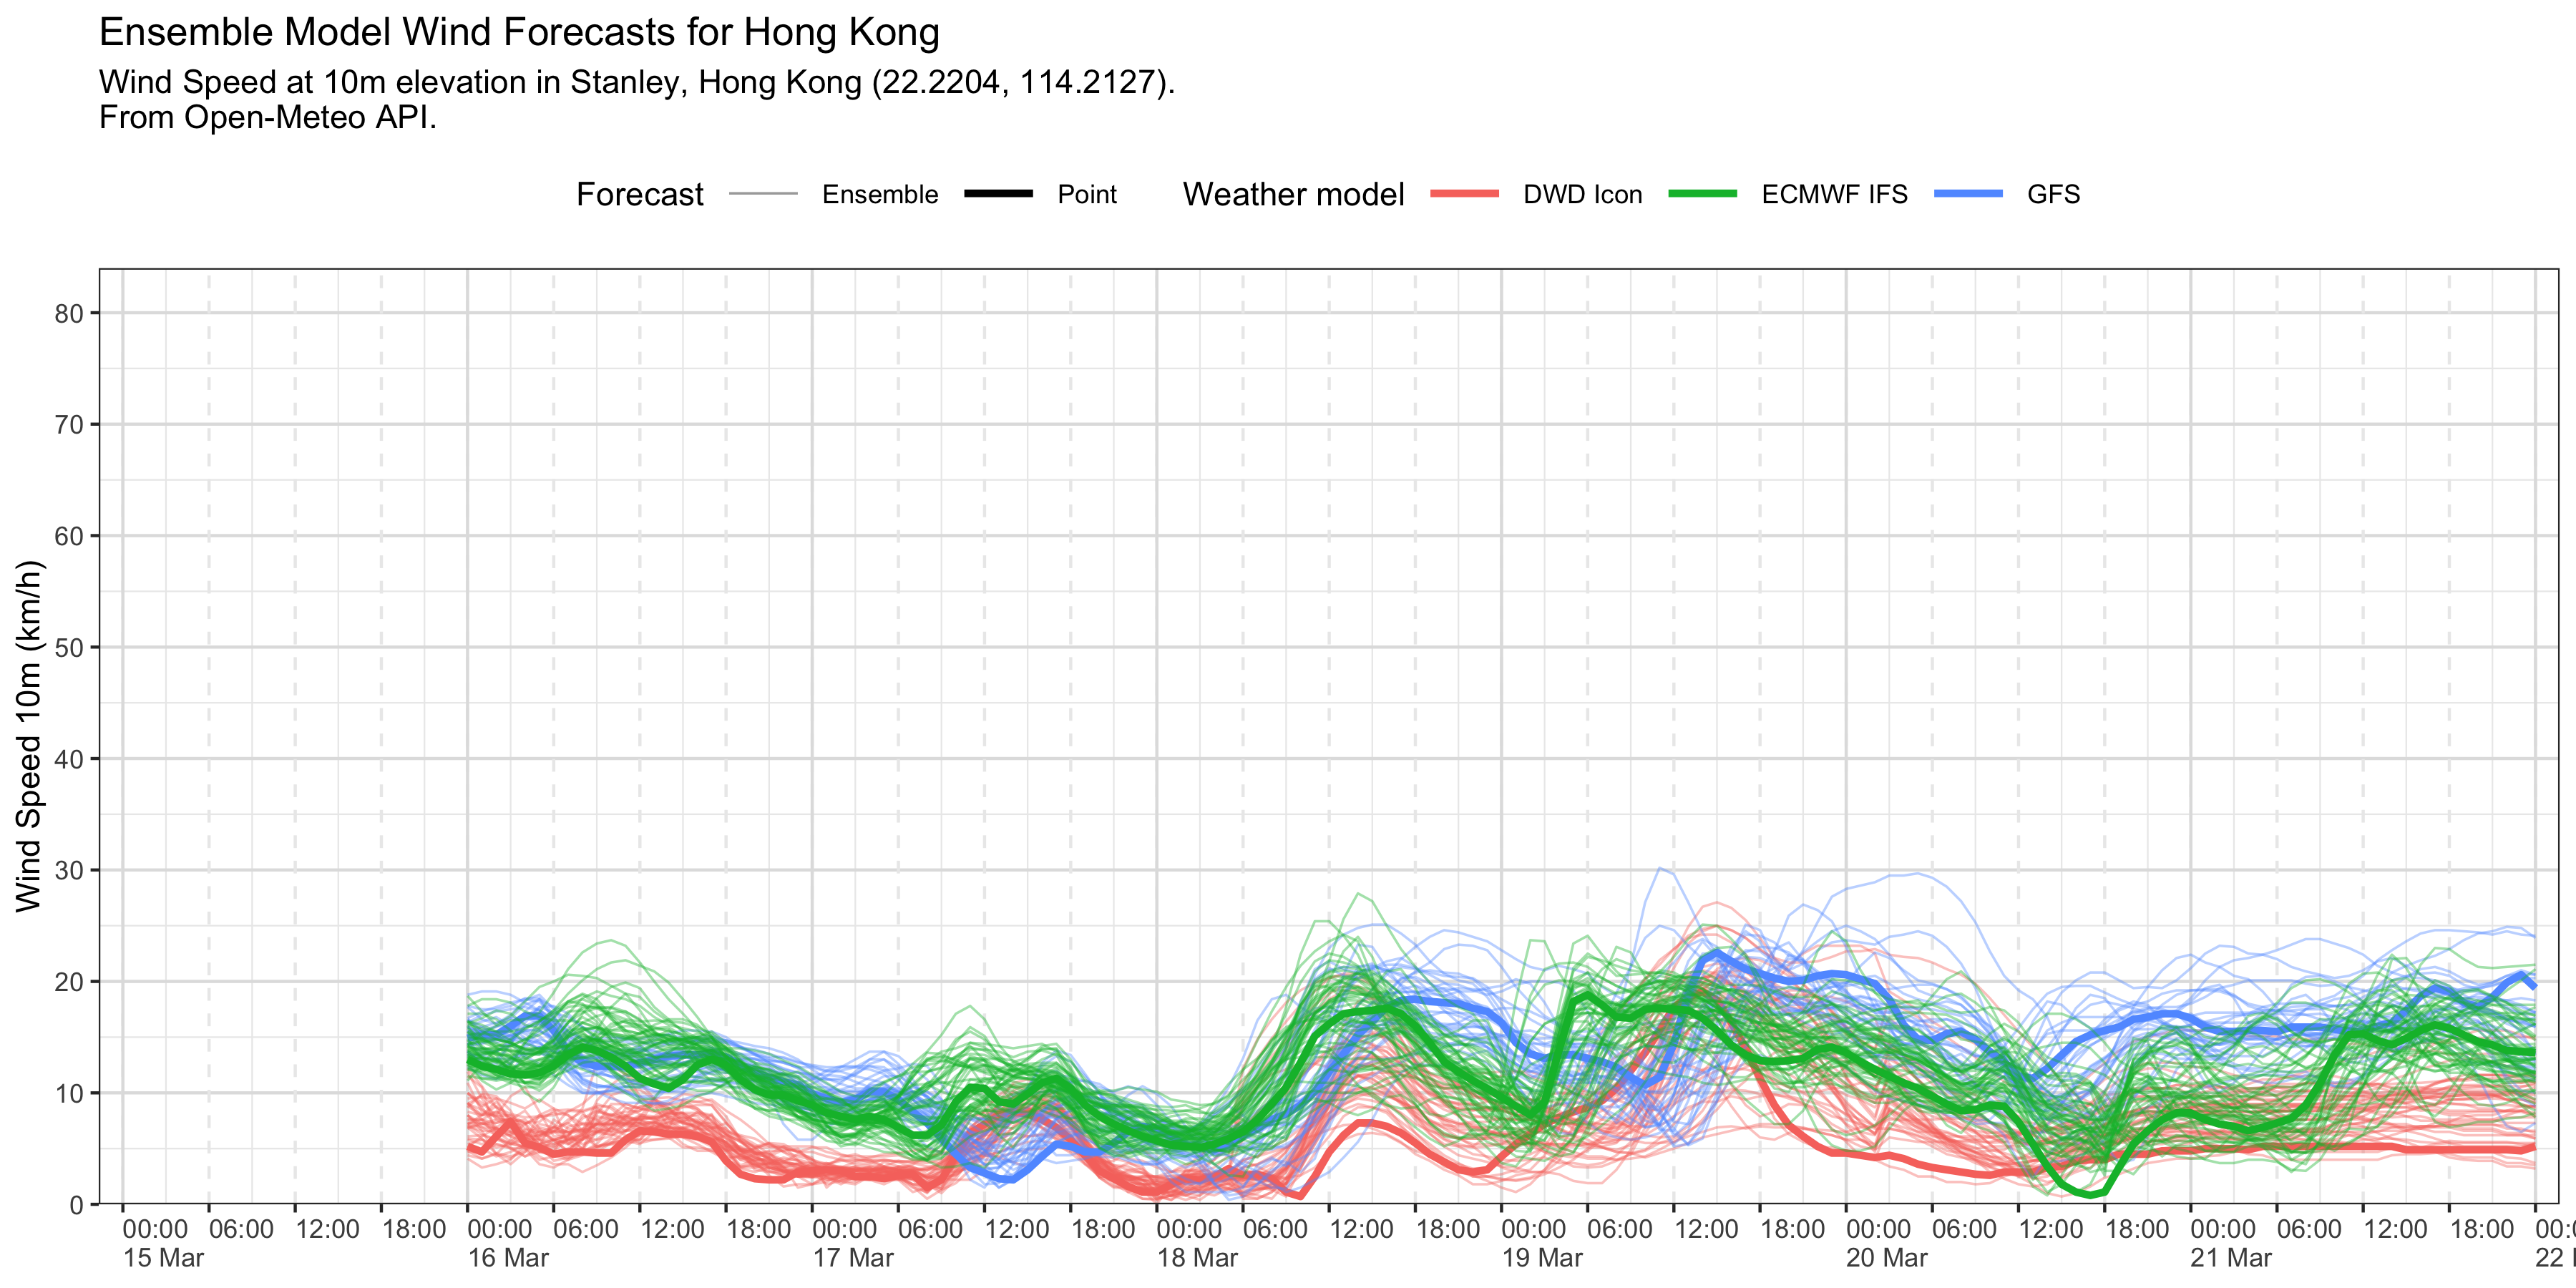 Ensemble Model Wind Forecasts for Hong Kong
Wind Speed at 10m elevation in Stanley, Hong Kong (22.2204, 114.2127).
From Open-Meteo API.
Forecast Ensemble Point Weather model DWD Icon ECMWF IFS GFS
Wind Speed 10m (km/h)
80
70
60
50
40
30
20
10
0
00:00 06:00 12:00 18:00 00:00 06:00 12:00 18:00 00:00 06:00 12:00 18:00 00:00 06:00 12:00 18:00 00:00 06:00 12:00 18:00 00:00 06:00 12:00 18:00 00:00 06:00 12:00 18:00
15 Mar 16 Mar 17 Mar 18 Mar 19 Mar 20 Mar 21 Mar 22